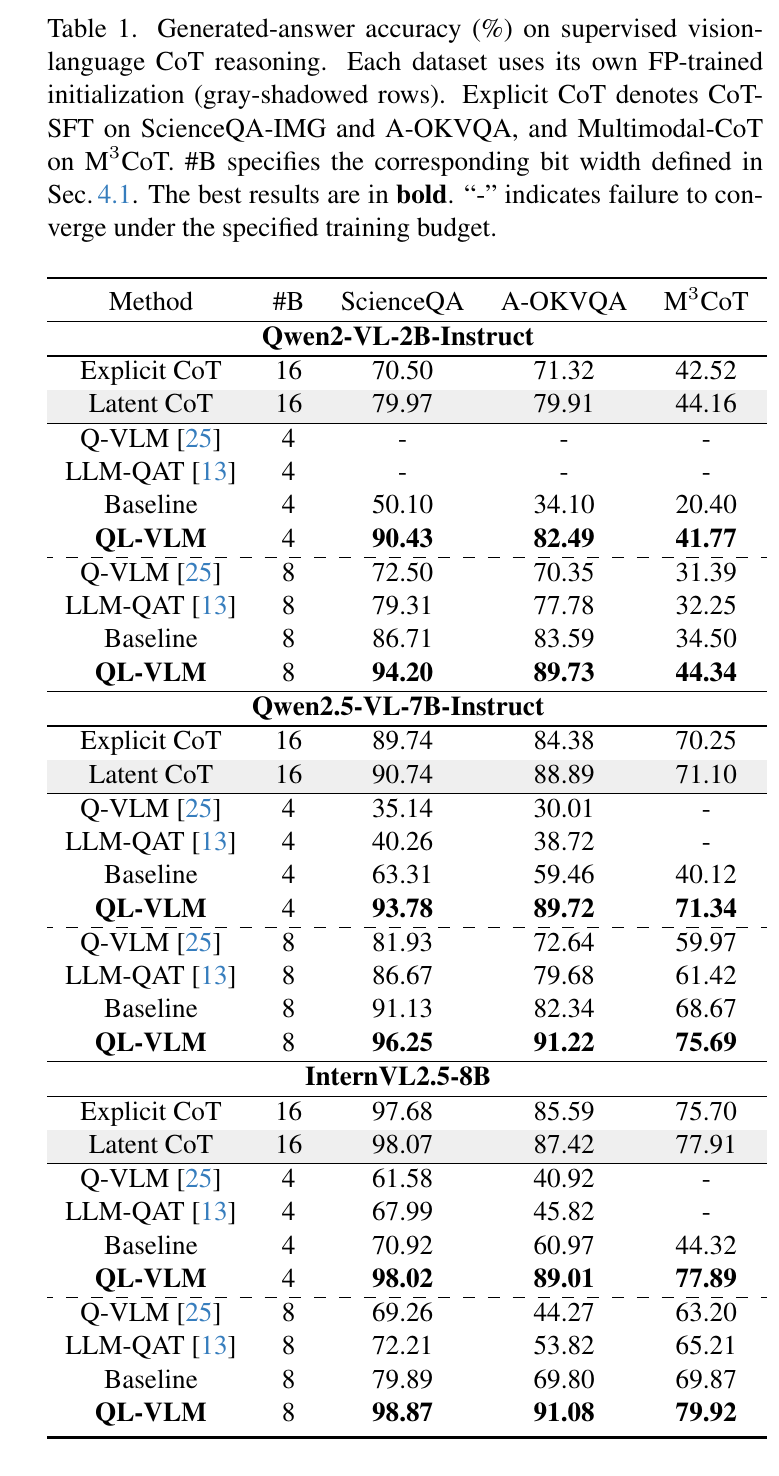 Table 1. Generated-answer accuracy (%) on supervised vision-
language CoT reasoning. Each dataset uses its own FP-trained
initialization (gray-shadowed rows). Explicit CoT denotes CoT-
SFT on ScienceQA-IMG and A-OKVQA, and Multimodal-CoT
on M³CoT. #B specifies the corresponding bit width defined in
Sec. 4.1. The best results are in bold. “-” indicates failure to con-
verge under the specified training budget.
Method #B ScienceQA A-OKVQA M³CoT
Qwen2-VL-2B-Instruct
Explicit CoT 16 70.50 71.32 42.52
Latent CoT 16 79.97 79.91 44.16
Q-VLM [25] 4 - - -
LLM-QAT [13] 4 - - -
Baseline 4 50.10 34.10 20.40
QL-VLM 4 90.43 82.49 41.77
Q-VLM [25] 8 72.50 70.35 31.39
LLM-QAT [13] 8 79.31 77.78 32.25
Baseline 8 86.71 83.59 34.50
QL-VLM 8 94.20 89.73 44.34
Qwen2.5-VL-7B-Instruct
Explicit CoT 16 89.74 84.38 70.25
Latent CoT 16 90.74 88.89 71.10
Q-VLM [25] 4 35.14 30.01 -
LLM-QAT [13] 4 40.26 38.72 -
Baseline 4 63.31 59.46 40.12
QL-VLM 4 93.78 89.72 71.34
Q-VLM [25] 8 81.93 72.64 59.97
LLM-QAT [13] 8 86.67 79.68 61.42
Baseline 8 91.13 82.34 68.67
QL-VLM 8 96.25 91.22 75.69
InternVL2.5-8B
Explicit CoT 16 97.68 85.59 75.70
Latent CoT 16 98.07 87.42 77.91
Q-VLM [25] 4 61.58 40.92 -
LLM-QAT [13] 4 67.99 45.82 -
Baseline 4 70.92 60.97 44.32
QL-VLM 4 98.02 89.01 77.89
Q-VLM [25] 8 69.26 44.27 63.20
LLM-QAT [13] 8 72.21 53.82 65.21
Baseline 8 79.89 69.80 69.87
QL-VLM 8 98.87 91.08 79.92